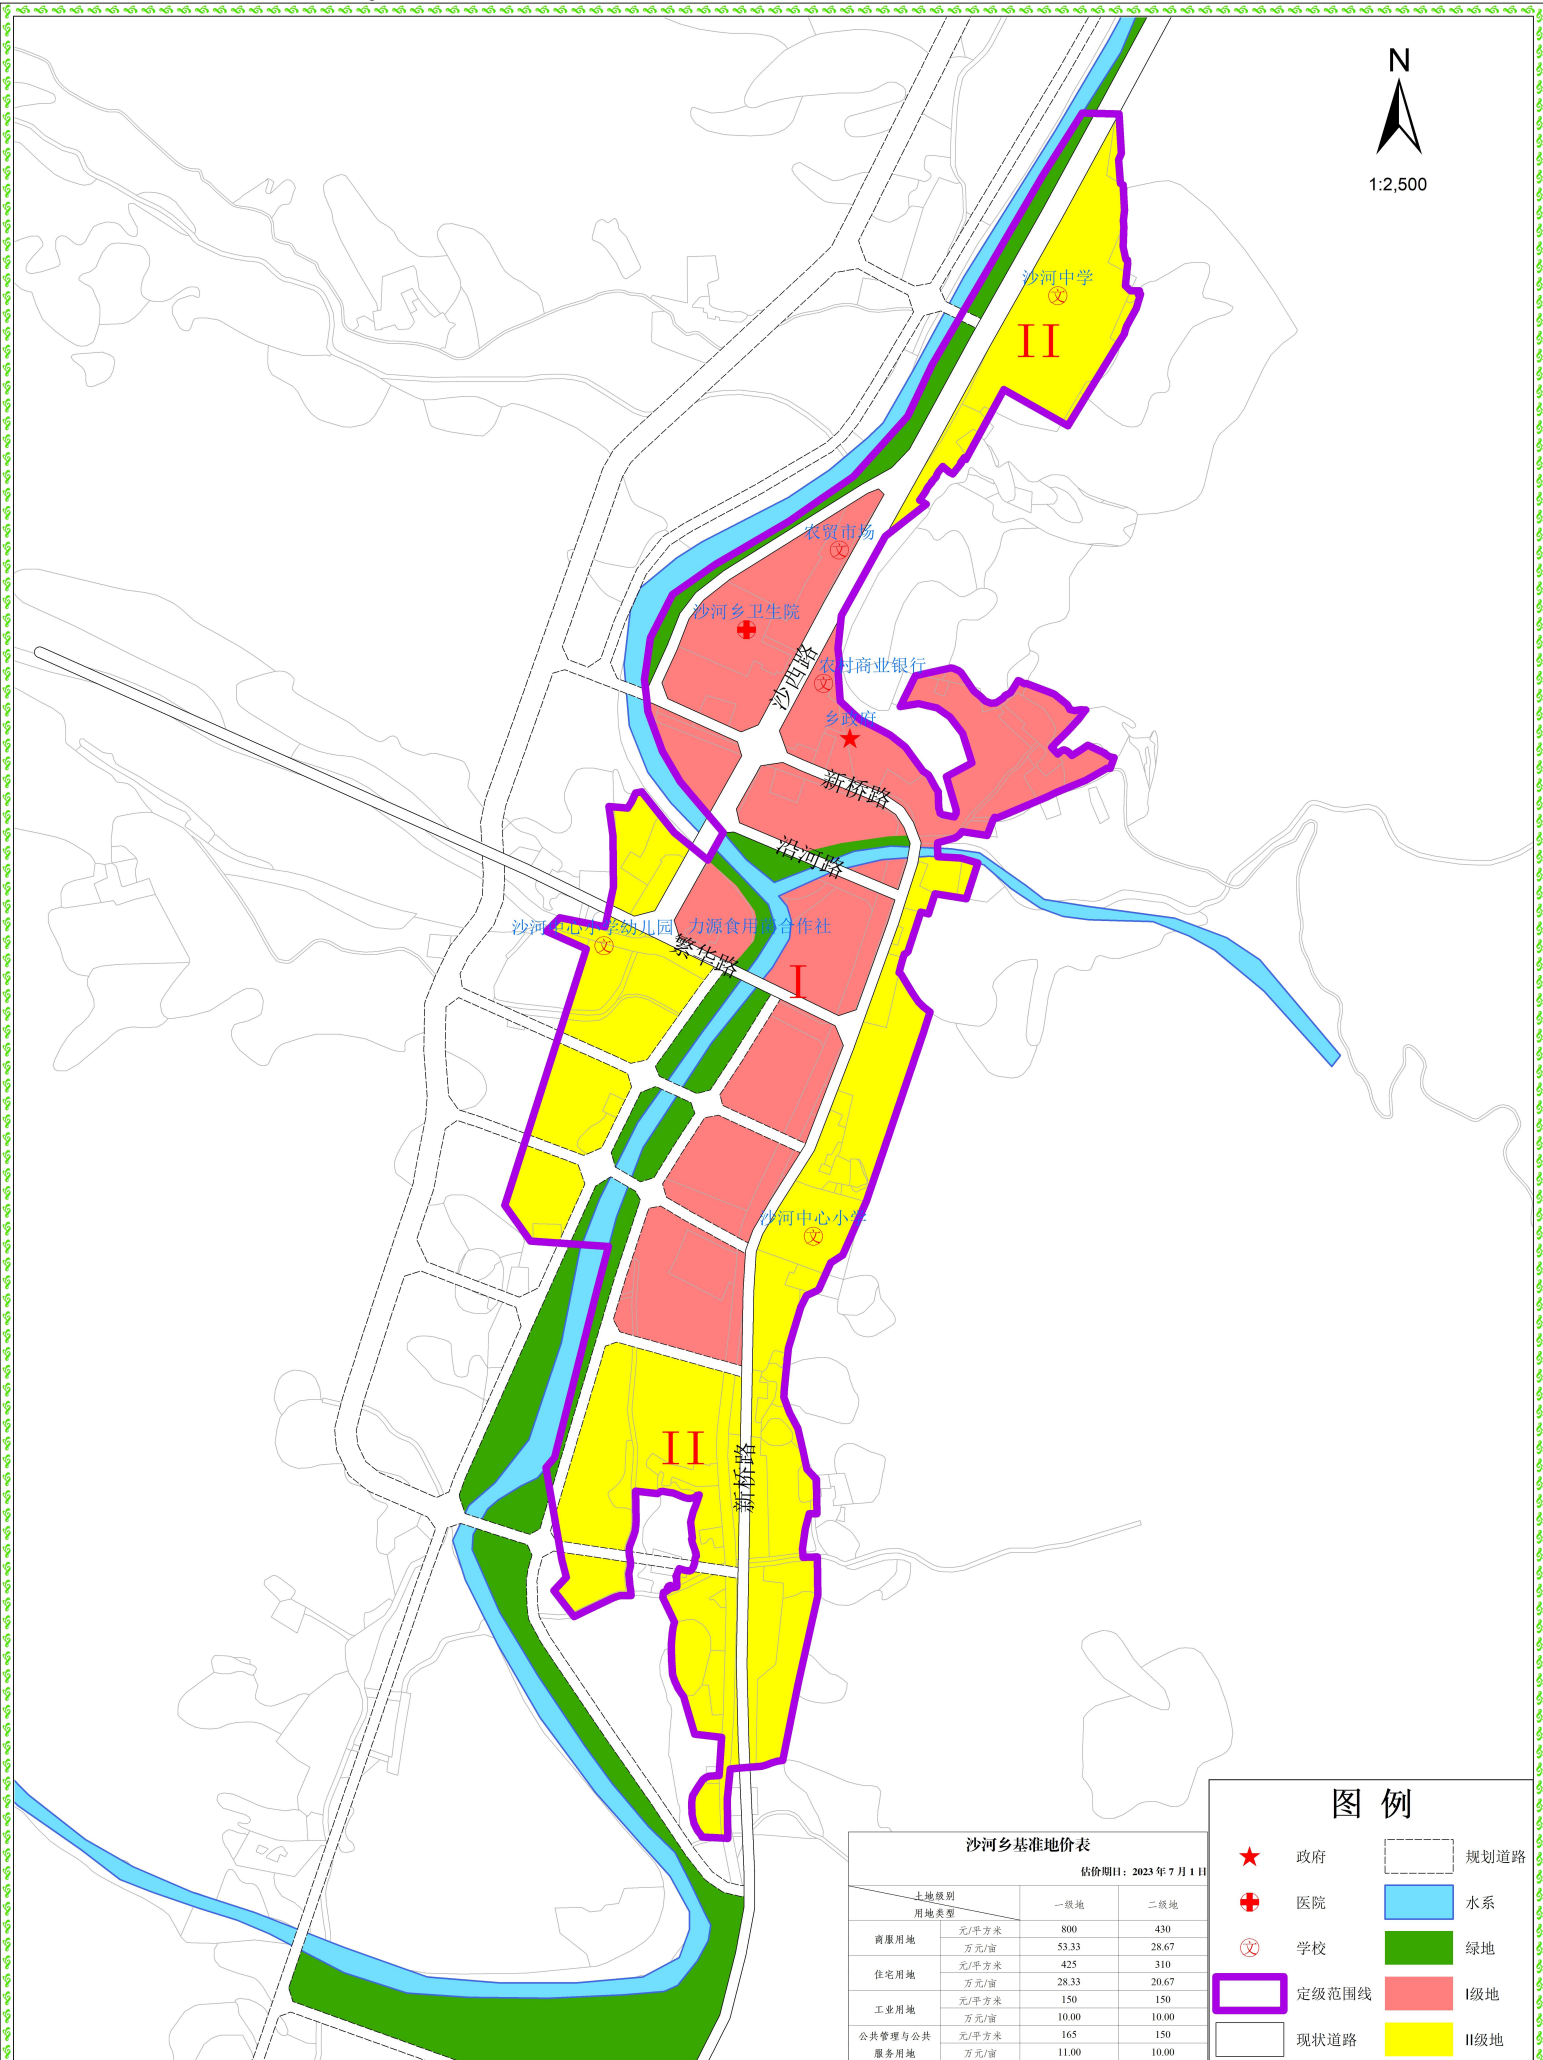 N
1:2,500
沙河中学
文
II
农贸市场
文
沙河乡卫生院
沙西路
农村商业银行
文
乡政府
新桥路
沿河路
沙河中心小学幼儿园
文
力源食用菌合作社
繁华路
I
沙河中心小学
文
II
新桥路
沙河乡基准地价表
估价期日：2023 年 7 月 1 日
土地级别
用地类型
一级地 二级地
商服用地 元/平方米 800 430
万元/亩 53.33 28.67
住宅用地 元/平方米 425 310
万元/亩 28.33 20.67
工业用地 元/平方米 150 150
万元/亩 10.00 10.00
公共管理与公共
服务用地
元/平方米 165 150
万元/亩 11.00 10.00
图 例
政府 规划道路
医院 水系
文 学校 绿地
定级范围线 I级地
现状道路 II级地